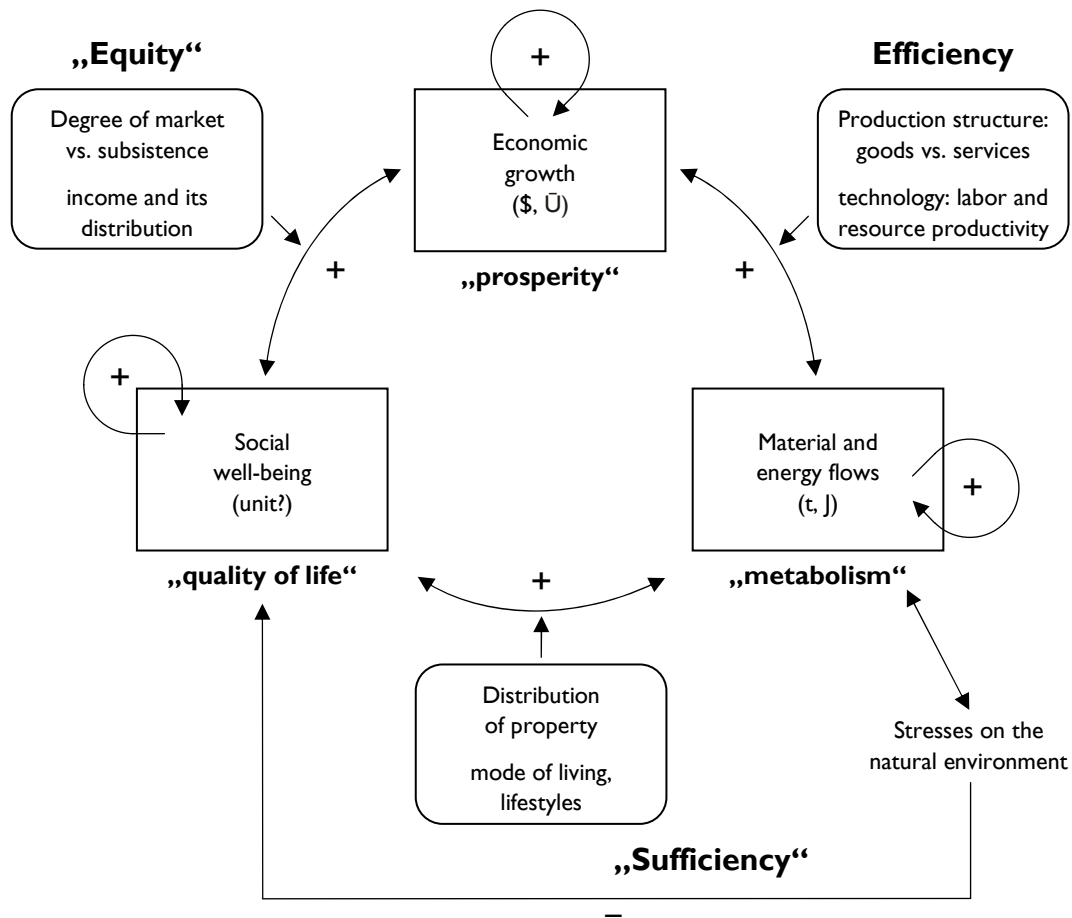 „Equity“
Degree of market
vs. subsistence
income and its
distribution
+
Economic
growth
($, Ū)
„prosperity“
Efficiency
Production structure:
goods vs. services
technology: labor and
resource productivity
+
+
+
Social
well-being
(unit?)
„quality of life“
Material and
energy flows
(t, J)
+
„metabolism“
+
Distribution
of property
mode of living,
lifestyles
Stresses on the
natural environment
„Sufficiency“
–